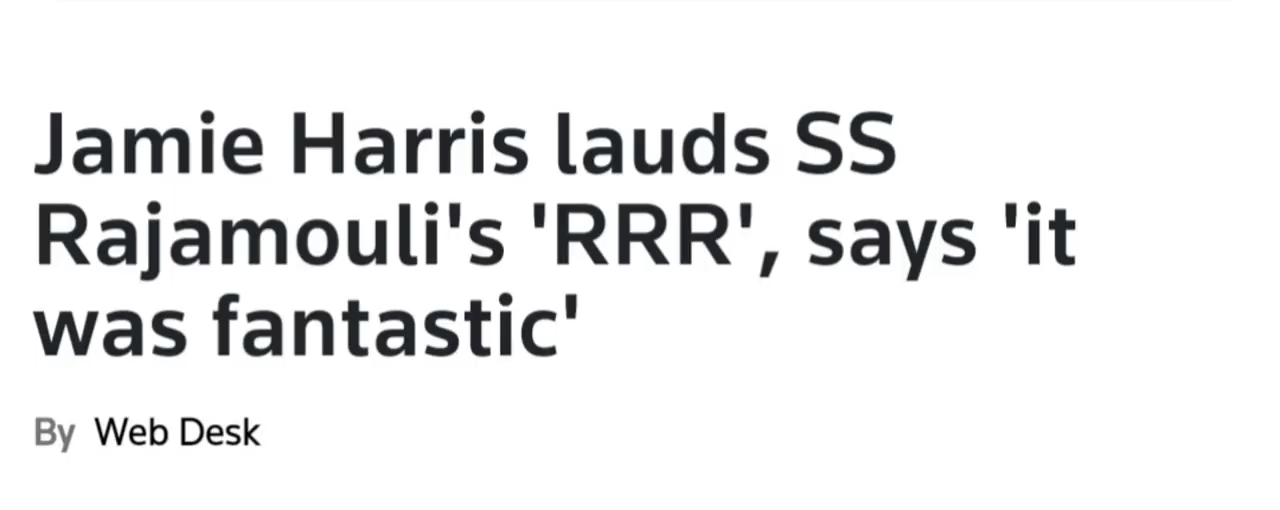 Jamie Harris lauds SS
Rajamouli's 'RRR', says 'it
was fantastic'
By Web Desk